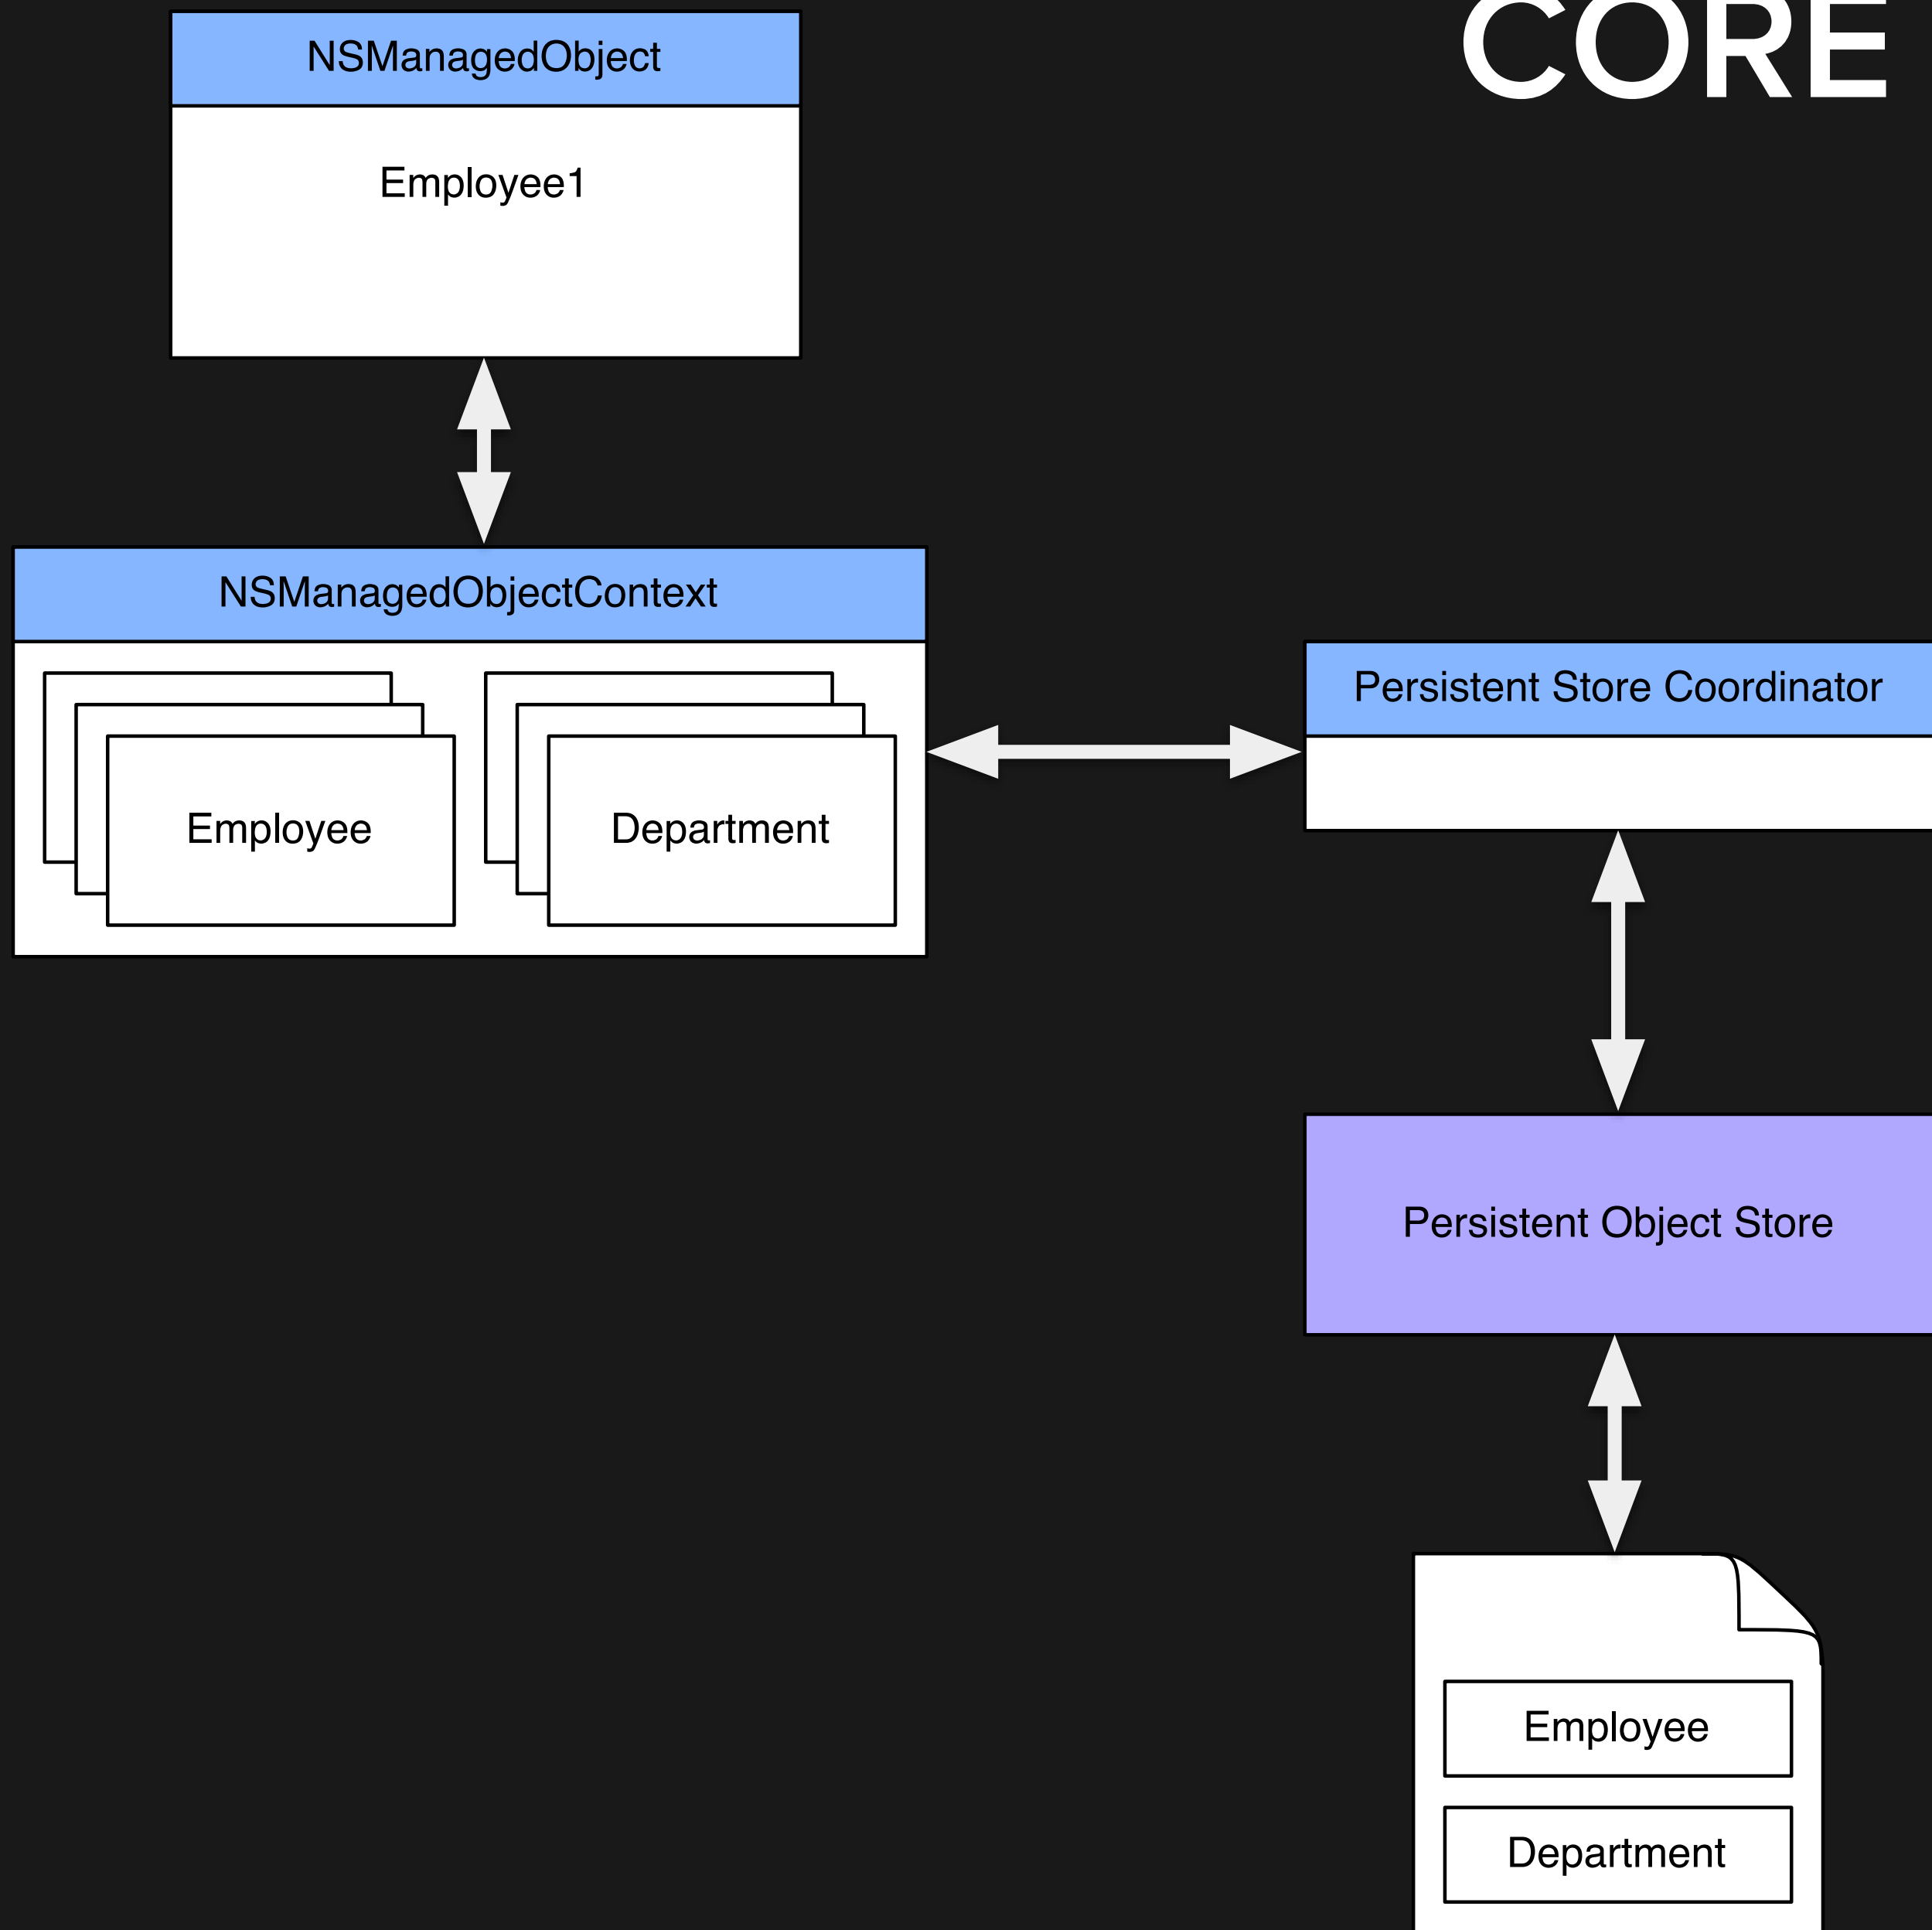 CORE
NSManagedObject
Employee1
NSManagedObjectContext
Employee
Department
Persistent Store Coordinator
Persistent Object Store
Employee
Department